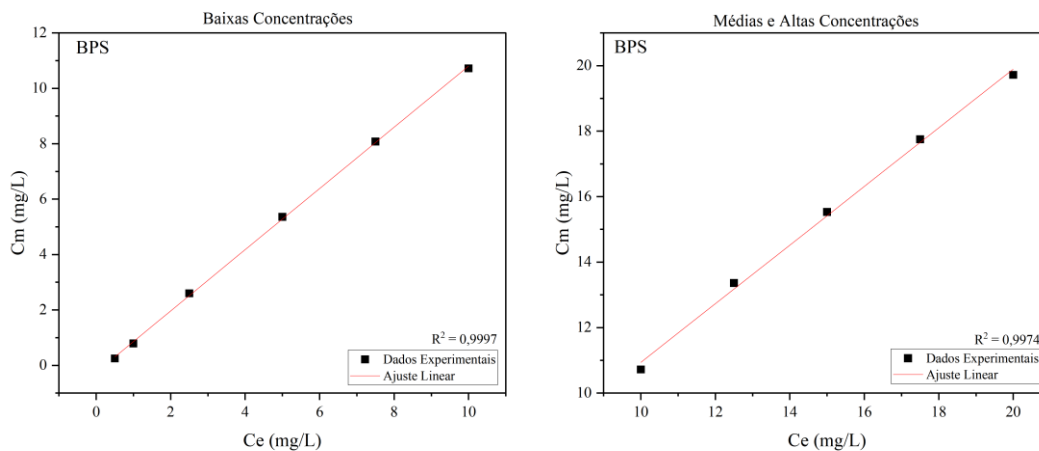 Baixas Concentrações
BPS
Cm (mg/L)
12
10
8
6
4
2
0
0 2 4 6 8 10
Ce (mg/L)
R² = 0,9997
Dados Experimentais
Ajuste Linear
Médias e Altas Concentrações
BPS
Cm (mg/L)
20
18
16
14
12
10
10 12 14 16 18 20
Ce (mg/L)
R² = 0,9974
Dados Experimentais
Ajuste Linear